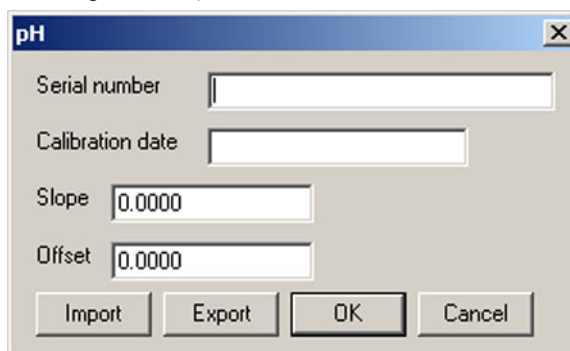 pH
Serial number
Calibration date
Slope 0.0000
Offset 0.0000
Import Export OK Cancel